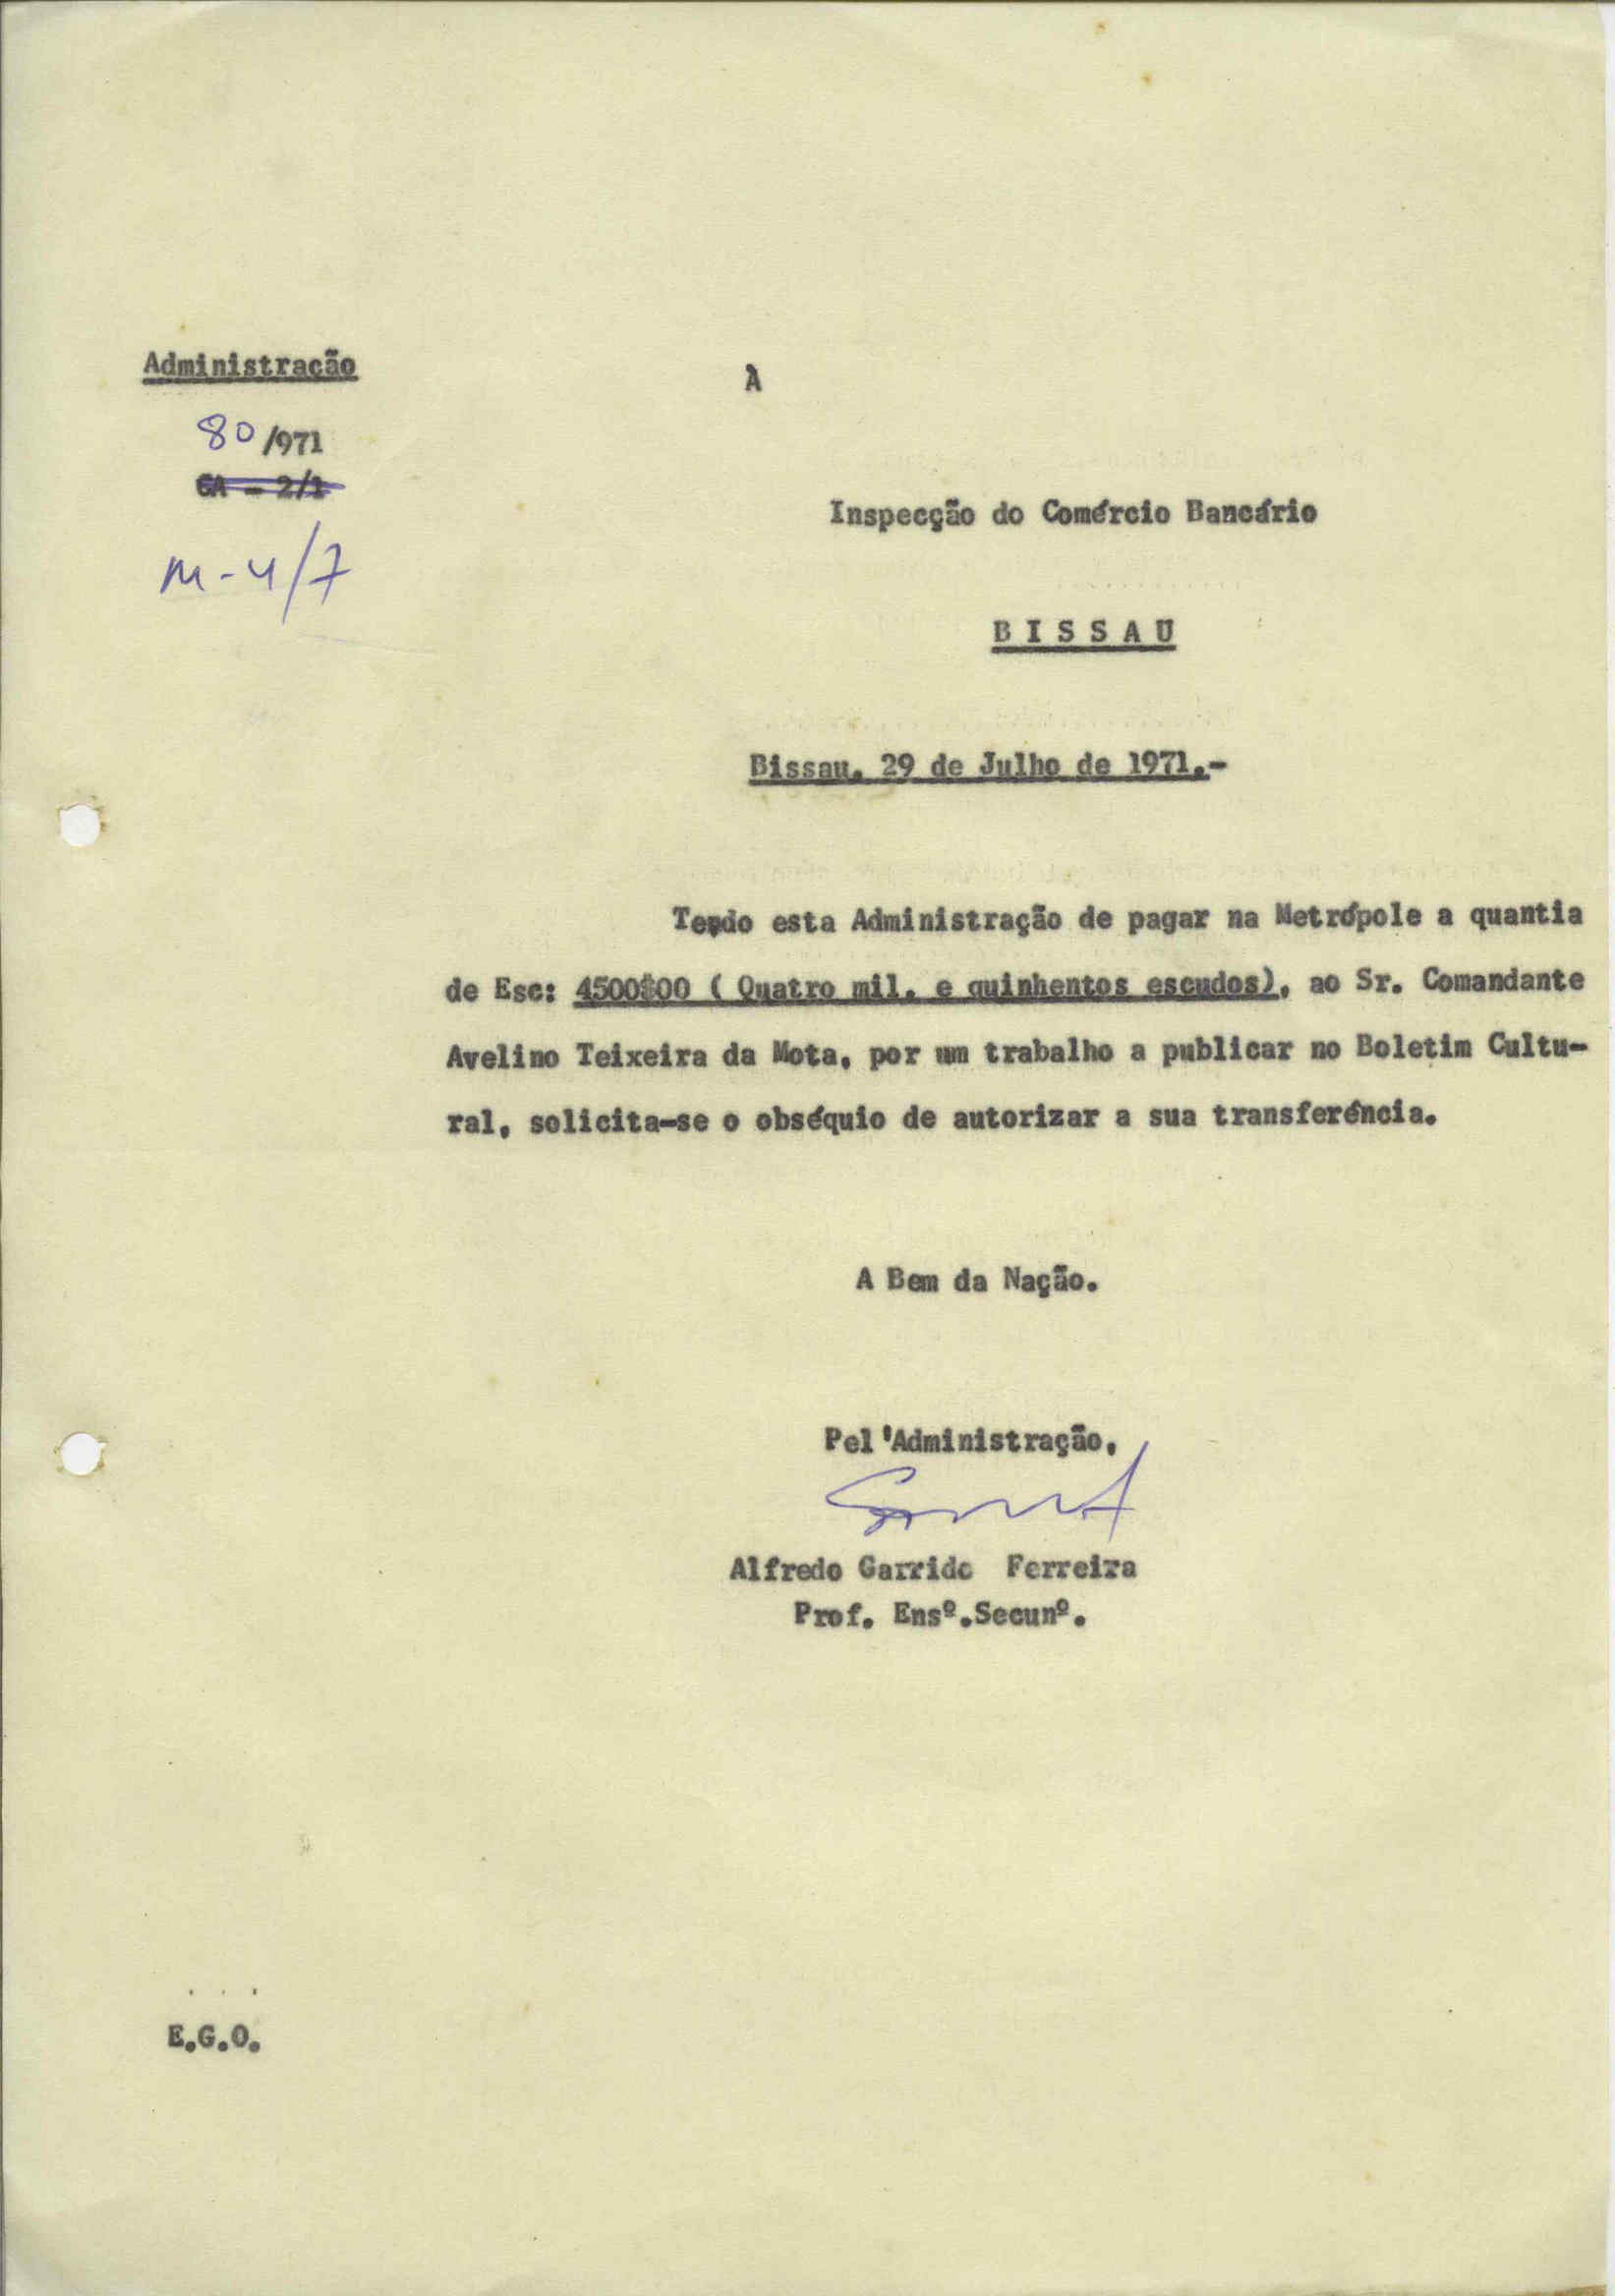 Administração
80/971
CA - 2/1
M-4/7
À
Inspecção do Comércio Bancário
B I S S A U
Bissau, 29 de Julho de 1971.-
Tendo esta Administração de pagar na Metrópole a quantia
de Esc: 4500$00 ( Quatro mil, e quinhentos escudos), ao Sr. Comandante
Avelino Teixeira da Mota, por um trabalho a publicar no Boletim Cultu-
ral, solicita-se o obséquio de autorizar a sua transferência.
A Bem da Nação.
Pel'Administração,
Alfredo Garrido Ferreira
Prof. Ensº.Secunº.
E.G.O.